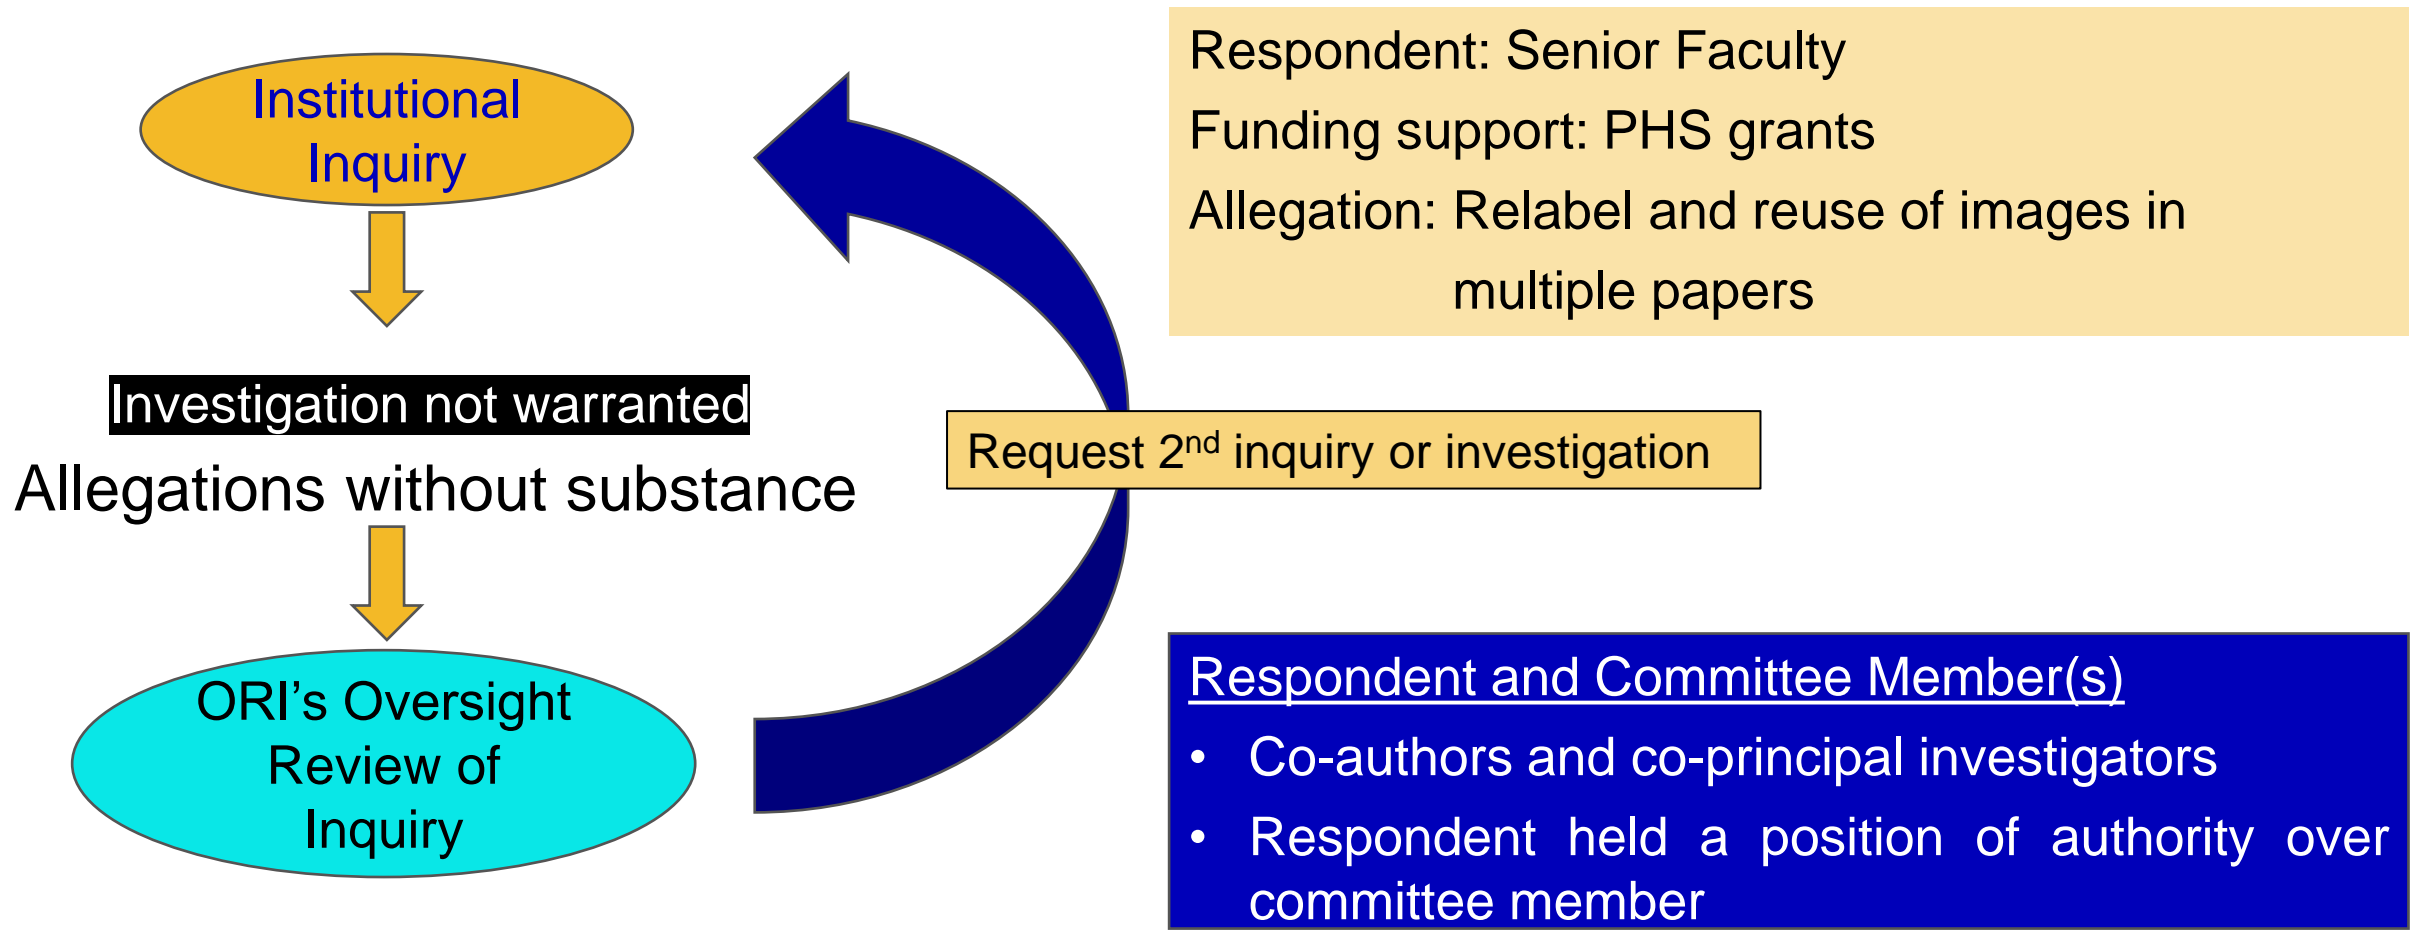 Institutional
Inquiry
Investigation not warranted
Allegations without substance
ORI's Oversight
Review of
Inquiry
Request 2nd inquiry or investigation
Respondent: Senior Faculty
Funding support: PHS grants
Allegation: Relabel and reuse of images in
multiple papers
Respondent and Committee Member(s)
• Co-authors and co-principal investigators
• Respondent held a position of authority over
committee member